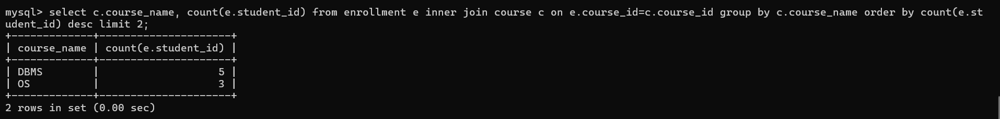 mysql> select c.course_name, count(e.student_id) from enrollment e inner join course c on e.course_id=c.course_id group by c.course_name order by count(e.st
udent_id) desc limit 2;
+-------------+---------------------+
| course_name | count(e.student_id) |
+-------------+---------------------+
| DBMS        |                   5 |
| OS          |                   3 |
+-------------+---------------------+
2 rows in set (0.00 sec)